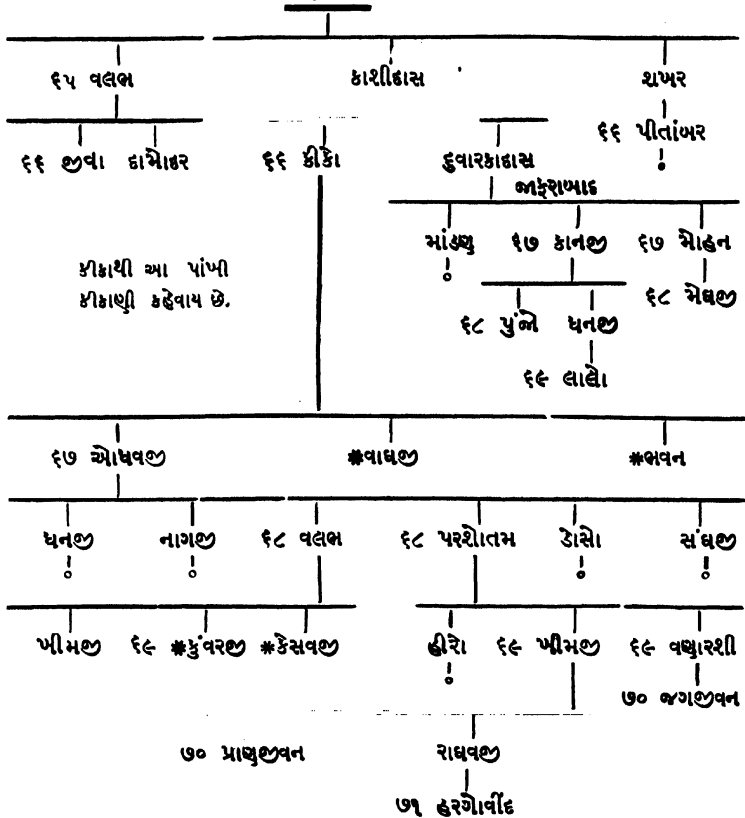 ૬૫ વલભ કાશીદાસ શખર
૬૬ પીતાંબર
૬૬ જીવા દામોદર ૬૬ કીકો દુવારકાદાસ
જાફરાબાદ
માંડણ ૬૭ કાનજી ૬૭ મોહન
કીકાથી આ પાંખી
કીકાણી કહેવાય છે.
૬૮ પુંજો ધનજી ૬૮ મેઘજી
૬૯ લાલો
૬૭ ઓધવજી *વાઘજી *ભવન
ધનજી નાગજી ૬૮ વલભ ૬૮ પરશોતમ ડોસો સંઘજી
ખીમજી ૬૯ *કુંવરજી *કેસવજી હીરો ૬૯ ખીમજી ૬૯ વણારશી
૭૦ જગજીવન
૭૦ પ્રાણજીવન રાઘવજી
૭૧ હરગોવીંદ